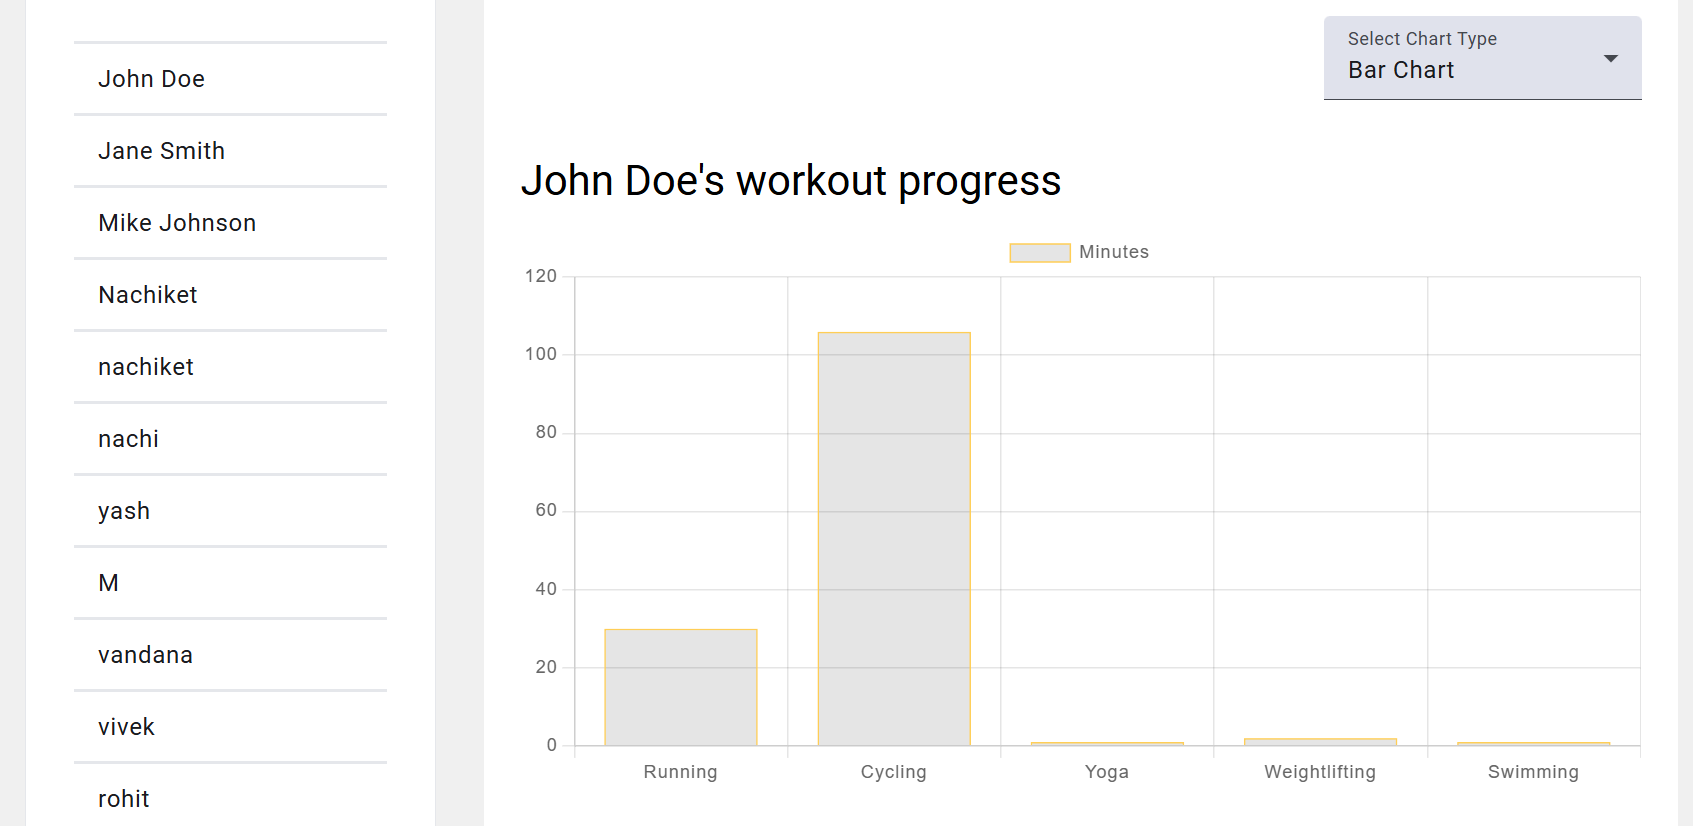 John Doe
Jane Smith
Mike Johnson
Nachiket
nachiket
nachi
yash
M
vandana
vivek
rohit
Select Chart Type
Bar Chart
John Doe's workout progress
Minutes
120
100
80
60
40
20
0
Running Cycling Yoga Weightlifting Swimming